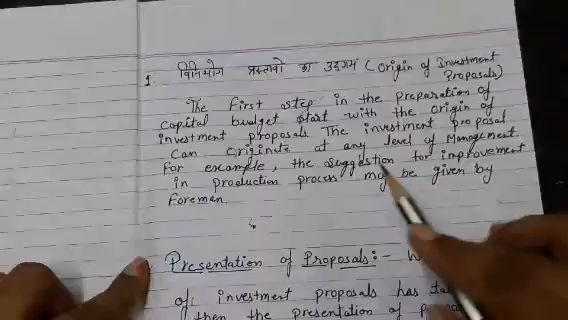 1 विनियोग प्रस्तावो का उद्गम (Origin of Investment
Proposals)
The First step in the preparation of
capital budget start with the origin of
investment proposals The investment proposal
Can originate at any level of Management.
For example, the suggestion for improvement
in production process may be given by
Foremen.
Presentation of Proposals:-
of investment proposals has
then the presentation of